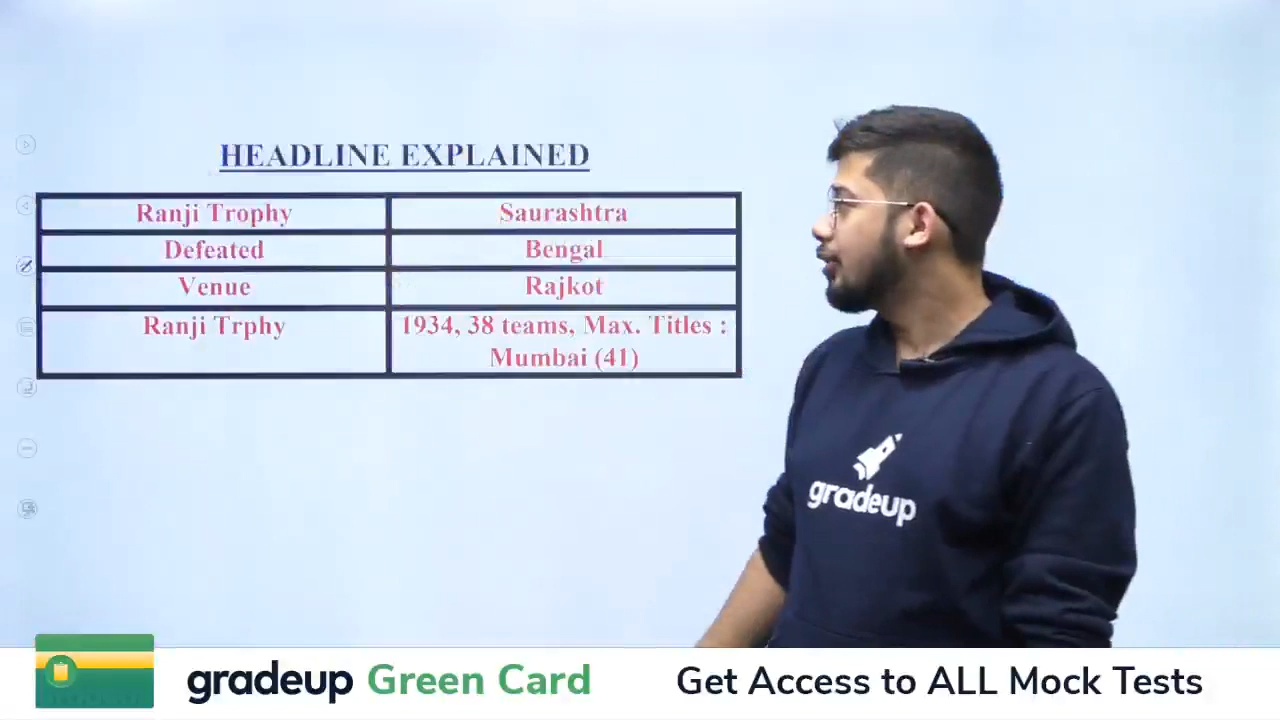 HEADLINE EXPLAINED
Ranji Trophy Saurashtra
Defeated Bengal
Venue Rajkot
Ranji Trphy 1934, 38 teams, Max. Titles :
Mumbai (41)
gradeup
gradeup Green Card Get Access to ALL Mock Tests